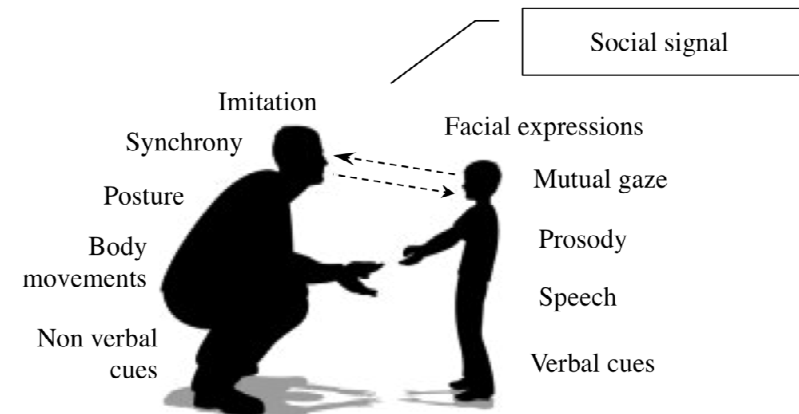 Social signal
Imitation
Synchrony
Posture
Body
movements
Non verbal
cues
Facial expressions
Mutual gaze
Prosody
Speech
Verbal cues